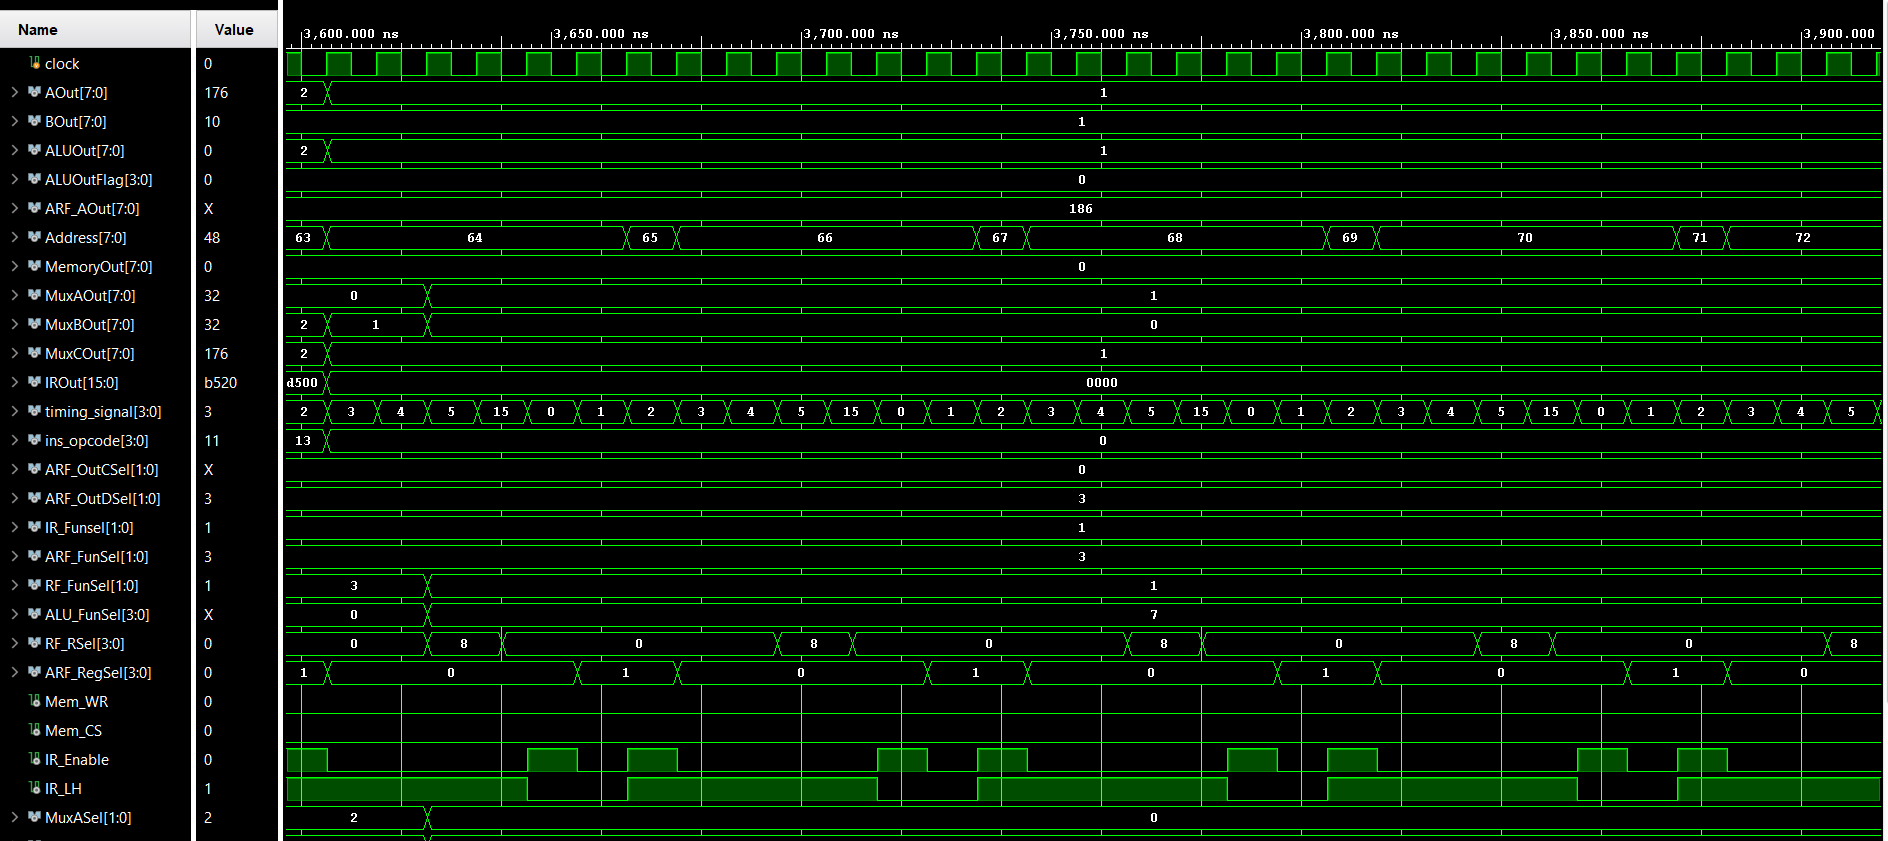 Name Value 3,600.000 ns 3,650.000 ns 3,700.000 ns 3,750.000 ns 3,800.000 ns 3,850.000 ns 3,900.000
clock 0
AOut[7:0] 176 2 1
BOut[7:0] 10 1
ALUOut[7:0] 0 2 1
ALUOutFlag[3:0] 0 0
ARF_AOut[7:0] X 186
Address[7:0] 48 63 64 65 66 67 68 69 70 71 72
MemoryOut[7:0] 0 0
MuxAOut[7:0] 32 0 1
MuxBOut[7:0] 32 2 1 0
MuxCOut[7:0] 176 2 1
IROut[15:0] b520 d500 0000
timing_signal[3:0] 3 2 3 4 5 15 0 1 2 3 4 5 15 0 1 2 3 4 5 15 0 1 2 3 4 5 15 0 1 2 3 4 5
ins_opcode[3:0] 11 13 0
ARF_OutCSel[1:0] X 0
ARF_OutDSel[1:0] 3 3
IR_Funsel[1:0] 1 1
ARF_FunSel[1:0] 3 3
RF_FunSel[1:0] 1 3 1
ALU_FunSel[3:0] X 0 7
RF_RSel[3:0] 0 0 8 0 8 0 8 0 8 0 8
ARF_RegSel[3:0] 0 1 0 1 0 1 0 1 0 1 0
Mem_WR 0
Mem_CS 0
IR_Enable 0
IR_LH 1
MuxASel[1:0] 2 2 0